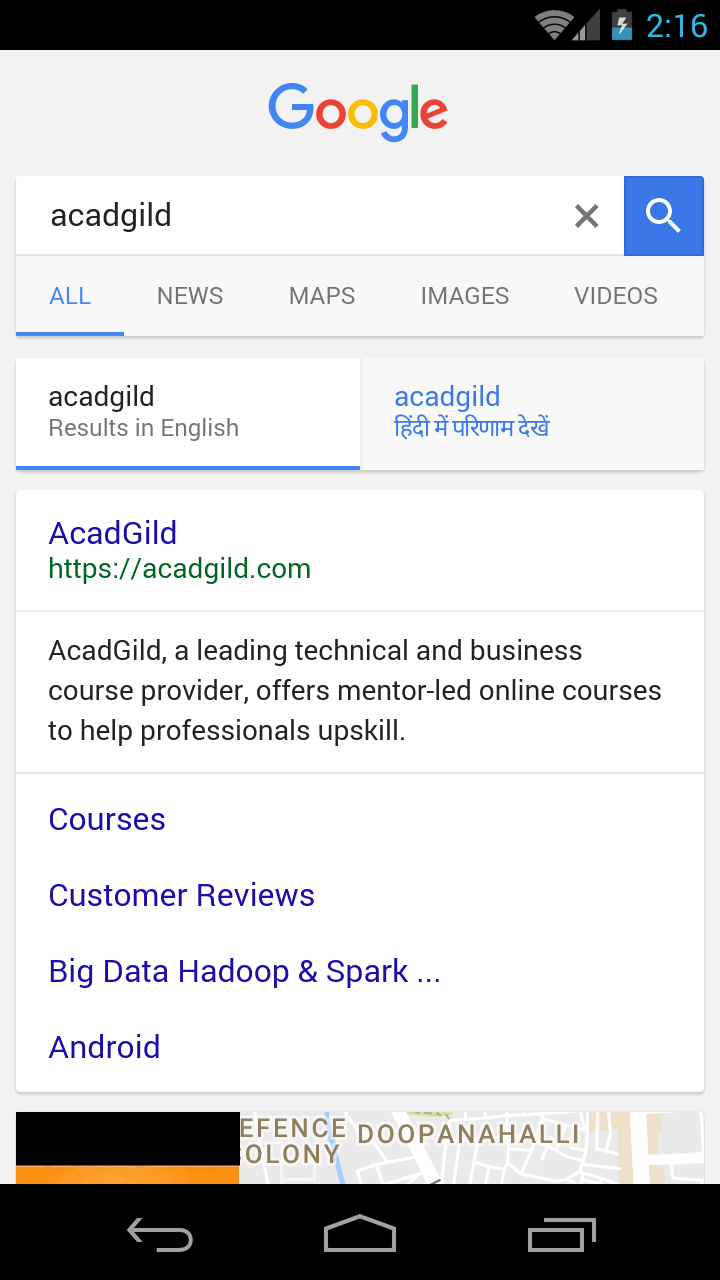 2:16
Google
acadgild
ALL NEWS MAPS IMAGES VIDEOS
acadgild
Results in English
acadgild
हिंदी में परिणाम देखें
AcadGild
https://acadgild.com
AcadGild, a leading technical and business
course provider, offers mentor-led online courses
to help professionals upskill.
Courses
Customer Reviews
Big Data Hadoop & Spark ...
Android
EFENCE
OLONY
DOOPANAHALLI